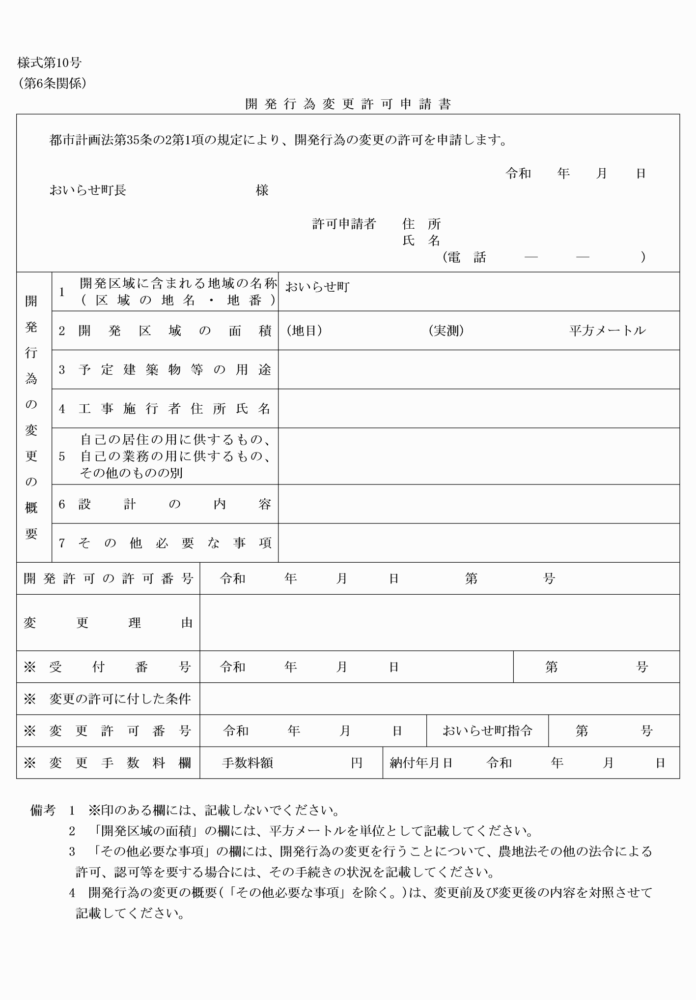 様式第10号
（第6条関係）
開発行為変更許可申請書
都市計画法第35条の2第1項の規定により、開発行為の変更の許可を申請します。
令和　　年　　月　　日
おいらせ町長　　　　　　　　　　様
許可申請者　　住　所
氏　名
（電　話　　　―　　　―　　　　）
開発行為の変更の概要
1　開発区域に含まれる地域の名称
（区域の地名・地番）
おいらせ町
2　開発区域の面積　（地目）　　　　　　　　（実測）　　　　　　　　平方メートル
3　予定建築物等の用途
4　工事施行者住所氏名
5　自己の居住の用に供するもの、
自己の業務の用に供するもの、
その他のものの別
6　設計の内容
7　その他必要な事項
開発許可の許可番号　令和　　　年　　　月　　　日　　　　　第　　　　　号
変更理由
※　受付番号　令和　　　年　　　月　　　日　　　　　第　　　　　　号
※　変更の許可に付した条件
※　変更許可番号　令和　　　年　　　月　　　日　おいらせ町指令　第　　　　号
※　変更手数料欄　手数料額　　　　　　円　納付年月日　　令和　　　年　　　月　　　日
備考　1　※印のある欄には、記載しないでください。
2　「開発区域の面積」の欄には、平方メートルを単位として記載してください。
3　「その他必要な事項」の欄には、開発行為の変更を行うことについて、農地法その他の法令による
許可、認可等を要する場合には、その手続きの状況を記載してください。
4　開発行為の変更の概要（「その他必要な事項」を除く。）は、変更前及び変更後の内容を対照させて
記載してください。